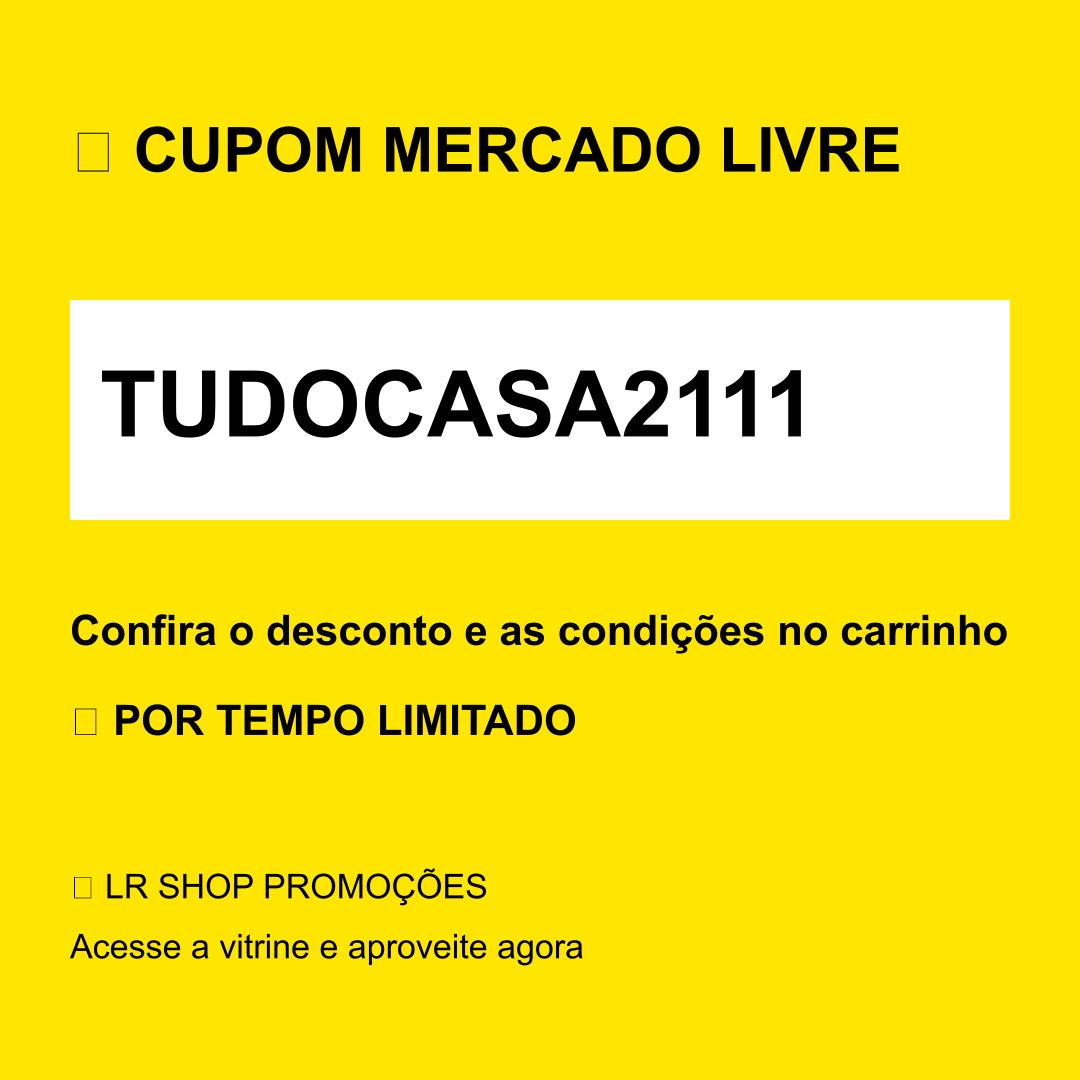 CUPOM MERCADO LIVRE
TUDOCASA2111
Confira o desconto e as condições no carrinho
POR TEMPO LIMITADO
LR SHOP PROMOÇÕES
Acesse a vitrine e aproveite agora